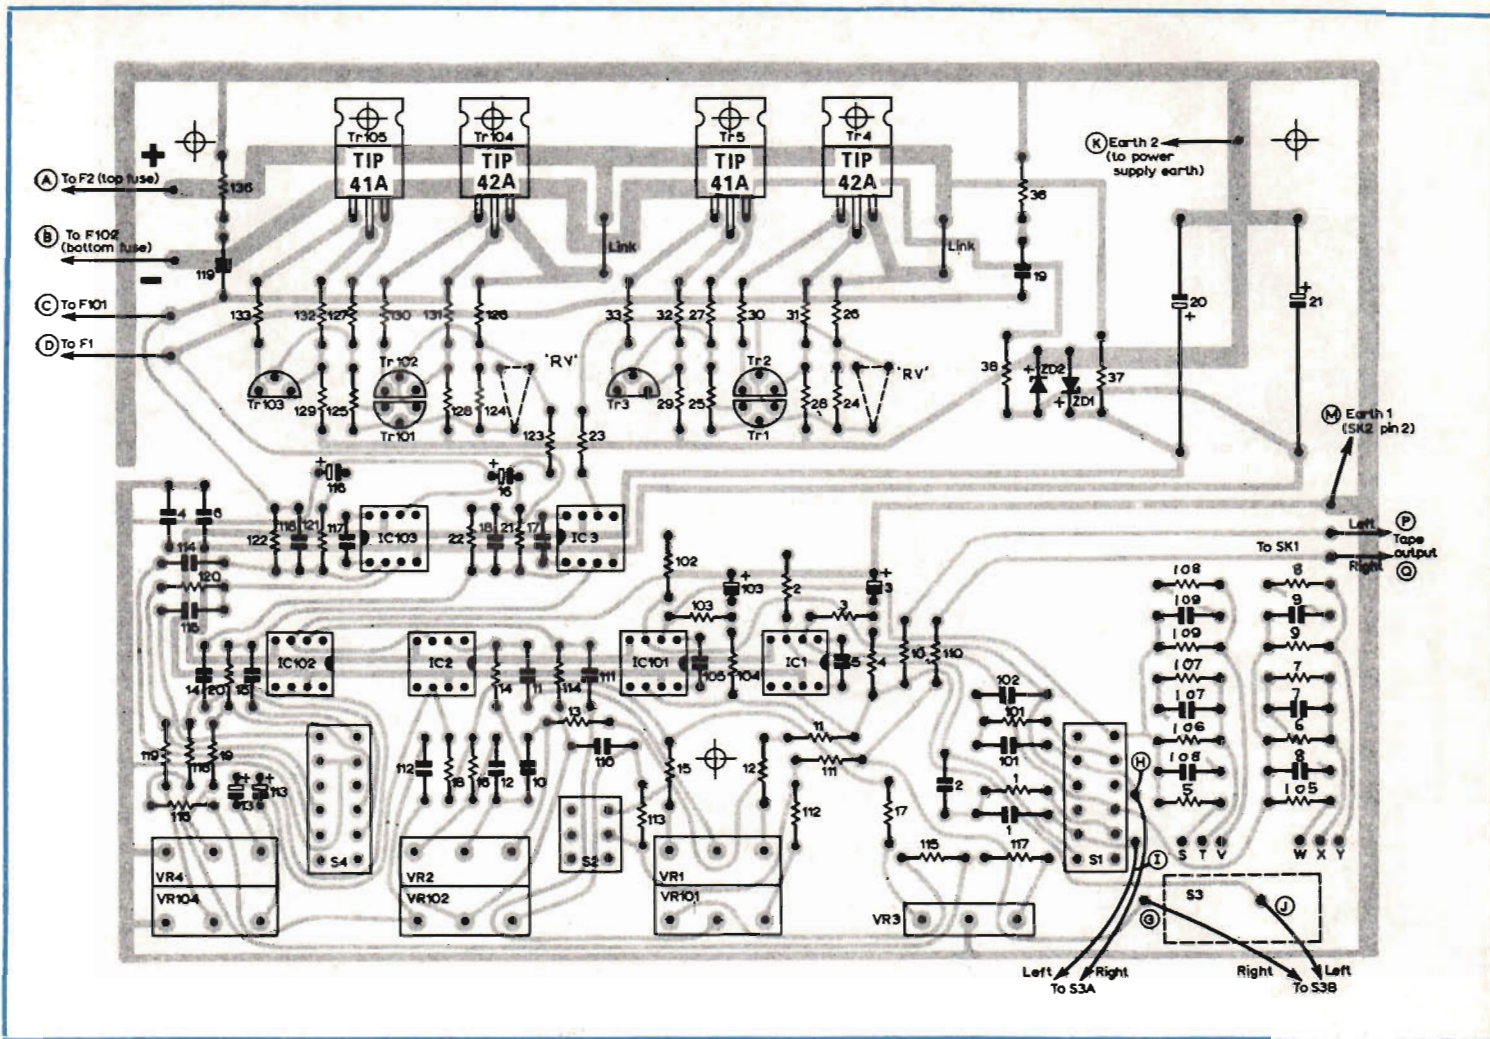 Tr105 Tr104 Tr5 Tr4
TIP 41A
TIP 42A
TIP 41A
TIP 42A
+
A To F2 (top fuse)
136
B To F102
(bottom fuse)
-
119
C To F101
D To F1
K Earth 2
(to power
supply earth)
36
Link
Link
19
20
+
21
+
133 132 127 130 131 126
33 32 27 30 31 26
Tr103 129 125 Tr102 Tr101 128 124 'RV'
Tr3 29 25 Tr2 Tr1 28 24 'RV'
38 ZD2 ZD1 37
M Earth 1
(SK2 pin 2)
123 23
+ 116
+ 16
4 6
122 118 121 117 IC103
22 18 21 17 IC3
Left P
Tape
output
To SK1
Right Q
114
120
115
102
103
+ 103
2
3
+ 3
108 8
109 9
109 9
107 7
107 7
106 6
108 8
5 105
S T V W X Y
IC102 IC2 IC101 IC1
14 20 15
14 11 114 111
105 104
5 4 10 110
102
101
101
2
1
1
119 118 19
+ 13 + 113
116
S4
112 18 16 12 10
13
110
S2
113
15
12
11
111
112
17
115 117
S1
H
I
VR4
VR104
VR2
VR102
VR1
VR101
VR3
S3
G J
Left Right
To S3A
Right Left
To S3B